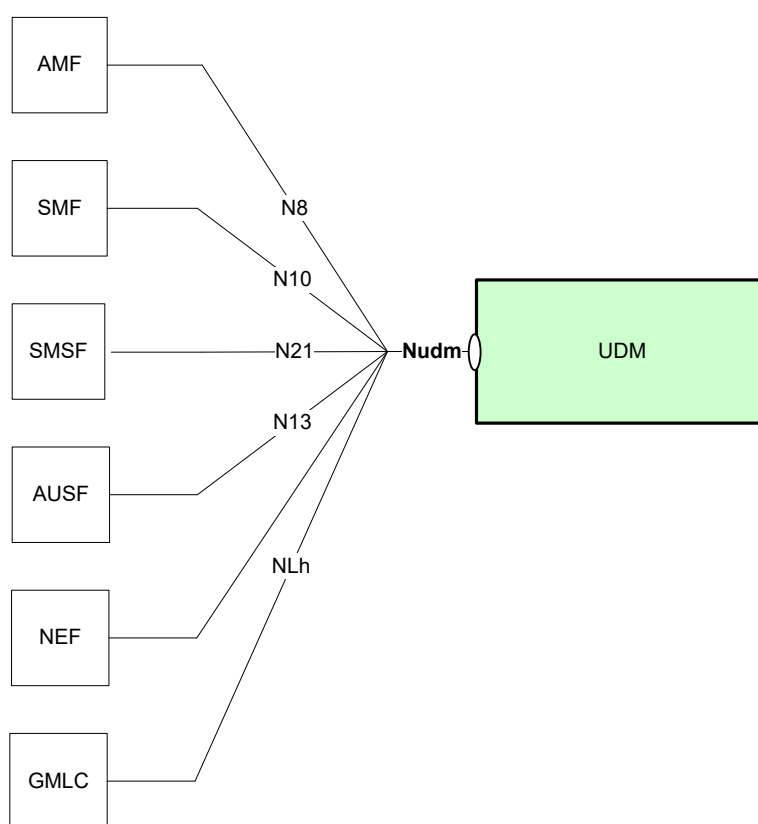 AMF
N8
SMF
N10
SMSF
N21
Nudm
UDM
N13
AUSF
NLh
NEF
GMLC